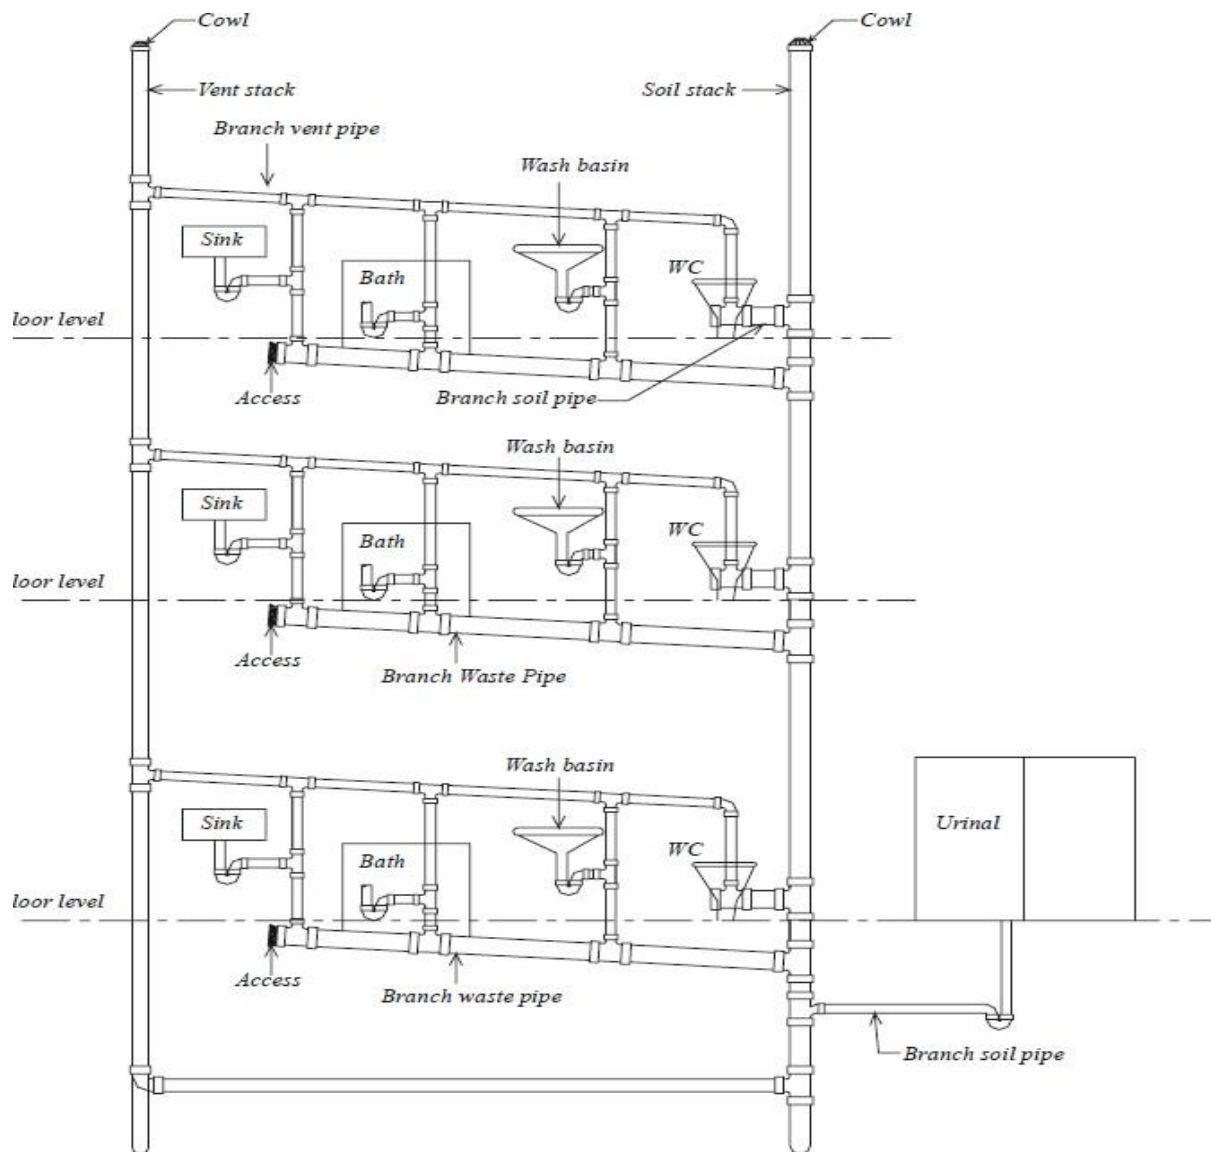 Cowl
Cowl
Vent stack
Soil stack
Branch vent pipe
Wash basin
Sink
Bath
WC
loor level
Access
Branch soil pipe
Wash basin
Sink
Bath
WC
loor level
Access
Branch Waste Pipe
Wash basin
Sink
Bath
WC
Urinal
loor level
Access
Branch waste pipe
Branch soil pipe